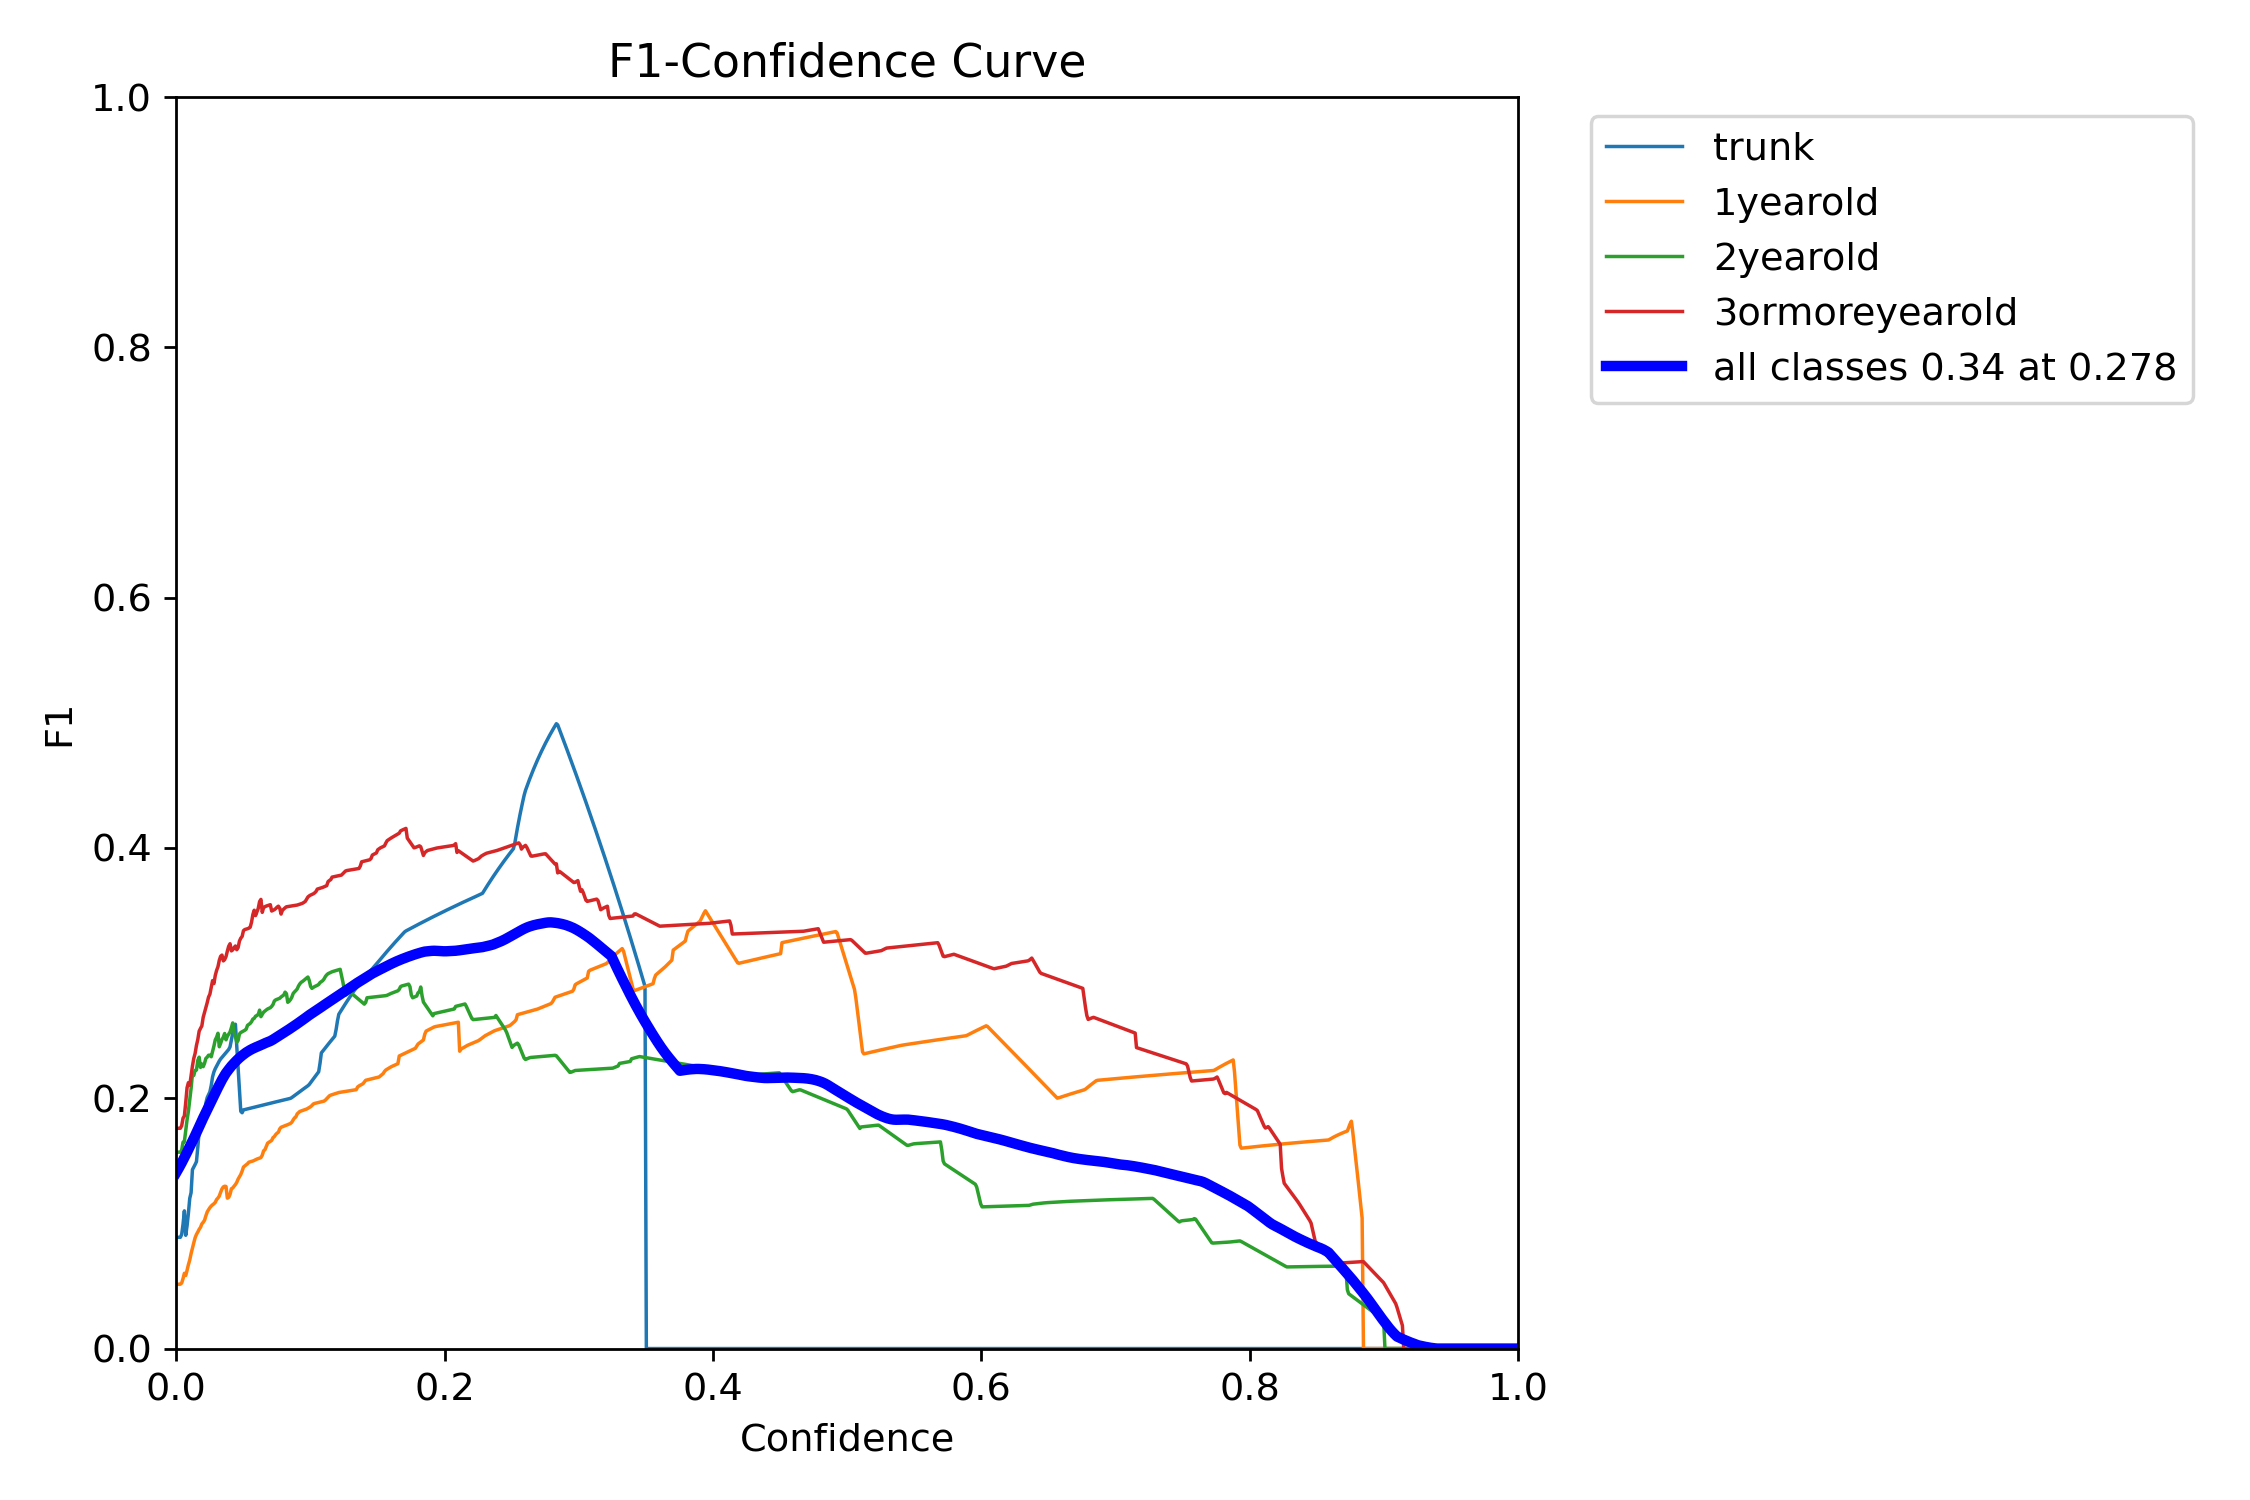 F1-Confidence Curve
1.0
0.8
0.6
0.4
0.2
0.0
F1
0.0 0.2 0.4 0.6 0.8 1.0
Confidence
trunk
1yearold
2yearold
3ormoreyearold
all classes 0.34 at 0.278